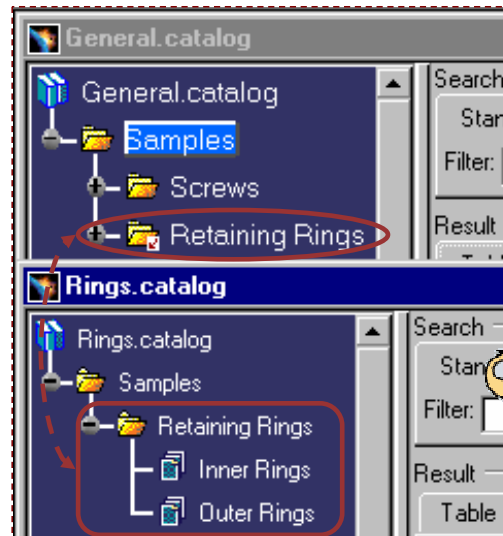 General.catalog
General.catalog
Samples
Screws
Retaining Rings
Search
Filter:
Result
Rings.catalog
Rings.catalog
Samples
Retaining Rings
Inner Rings
Outer Rings
Search
Filter:
Result
Table